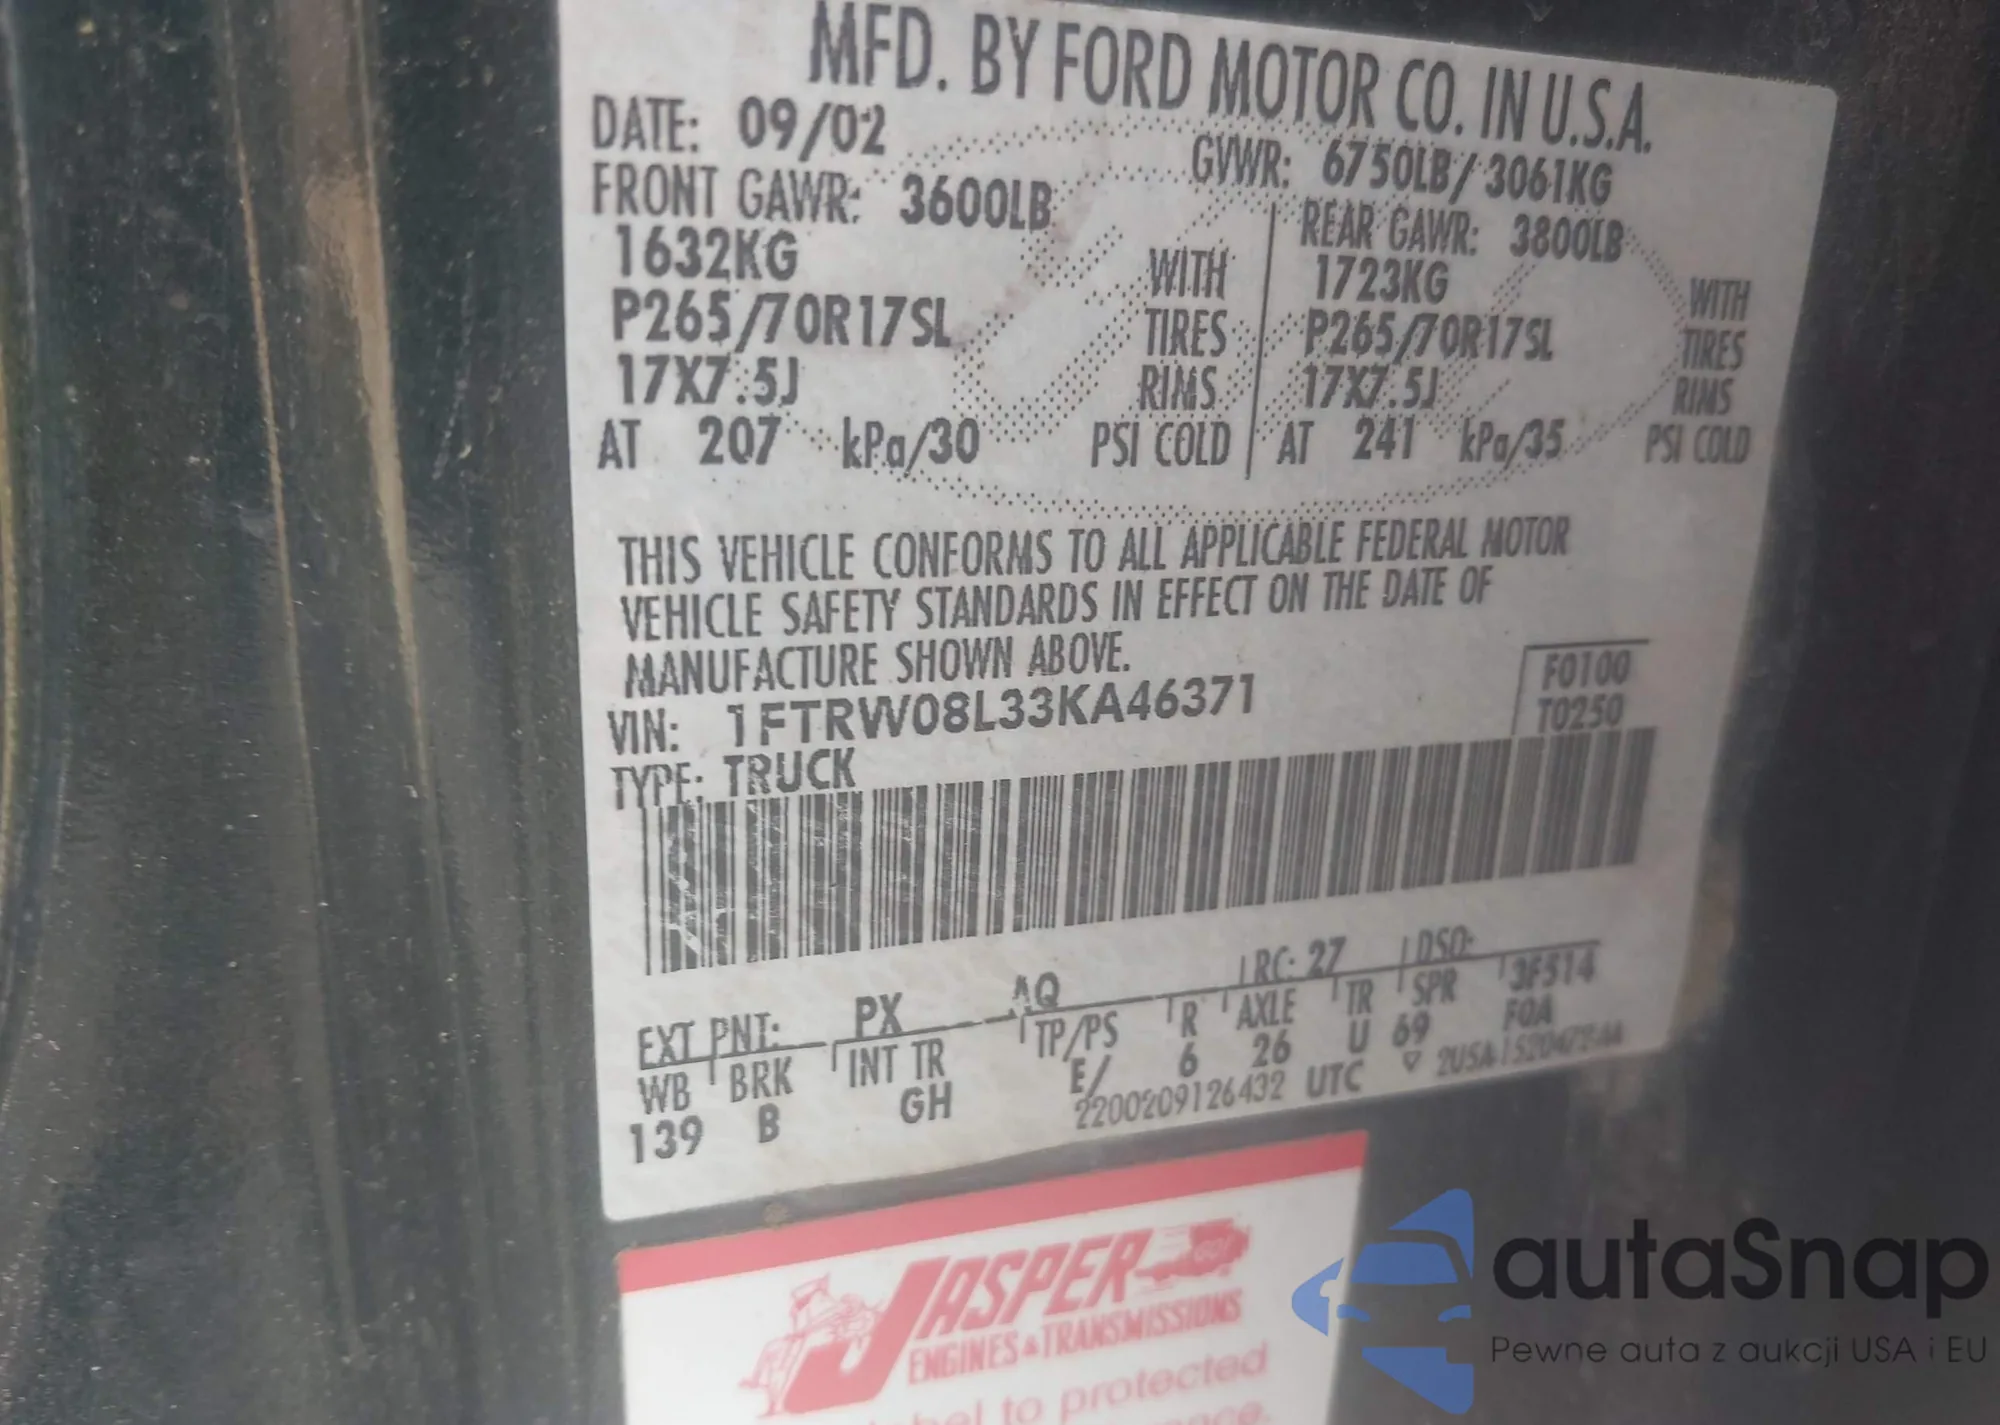 MFD. BY FORD MOTOR CO. IN U.S.A.
DATE: 09/02 GVWR: 6750LB/3061KG
FRONT GAWR: 3600LB REAR GAWR: 3800LB
1632KG WITH 1723KG WITH
P265/70R17SL TIRES P265/70R17SL TIRES
17X7.5J RIMS 17X7.5J RIMS
AT 207 kPa/30 PSI COLD AT 241 kPa/35 PSI COLD
THIS VEHICLE CONFORMS TO ALL APPLICABLE FEDERAL MOTOR
VEHICLE SAFETY STANDARDS IN EFFECT ON THE DATE OF
MANUFACTURE SHOWN ABOVE.
F0100
VIN: 1FTRW08L33KA46371
T0250
TYPE: TRUCK
EXT PNT: PX AQ RC: 27 DSO:
WB BRK INT TR TP/PS R AXLE TR SPR 3F514
139 B GH E/ 6 26 U 69 FOA
2200209126432 UTC
JASPER
GO!
ENGINES & TRANSMISSIONS
to protected
autaSnap
Pewne auta z aukcji USA i EU